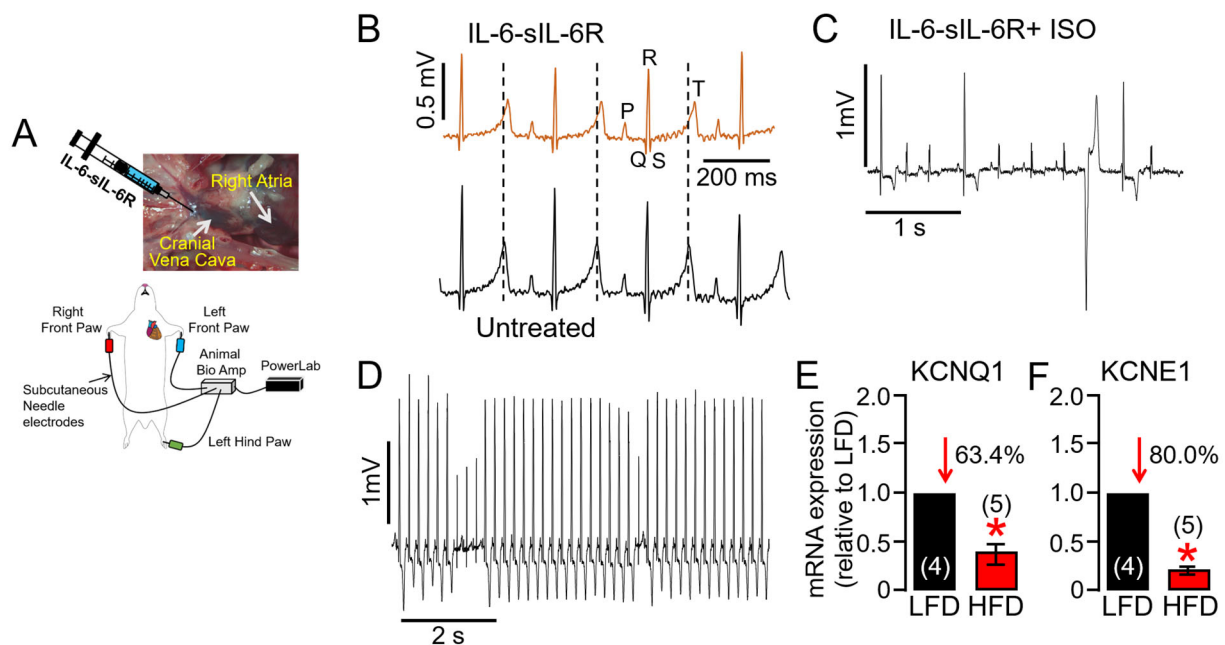 A
IL-6-sIL-6R
Right Atria
Cranial
Vena Cava
Right
Front Paw
Left
Front Paw
Animal
Bio Amp
PowerLab
Subcutaneous
Needle
electrodes
Left Hind Paw
B
IL-6-sIL-6R
0.5 mV
R
P
T
Q S
200 ms
Untreated
C
IL-6-sIL-6R+ ISO
1mV
1 s
D
1mV
2 s
E
KCNQ1
mRNA expression
(relative to LFD)
2.0
1.5
1.0
0.5
0
63.4%
(5)
*
(4)
LFD HFD
F
KCNE1
2.0
1.5
1.0
0.5
0
80.0%
(5)
*
(4)
LFD HFD